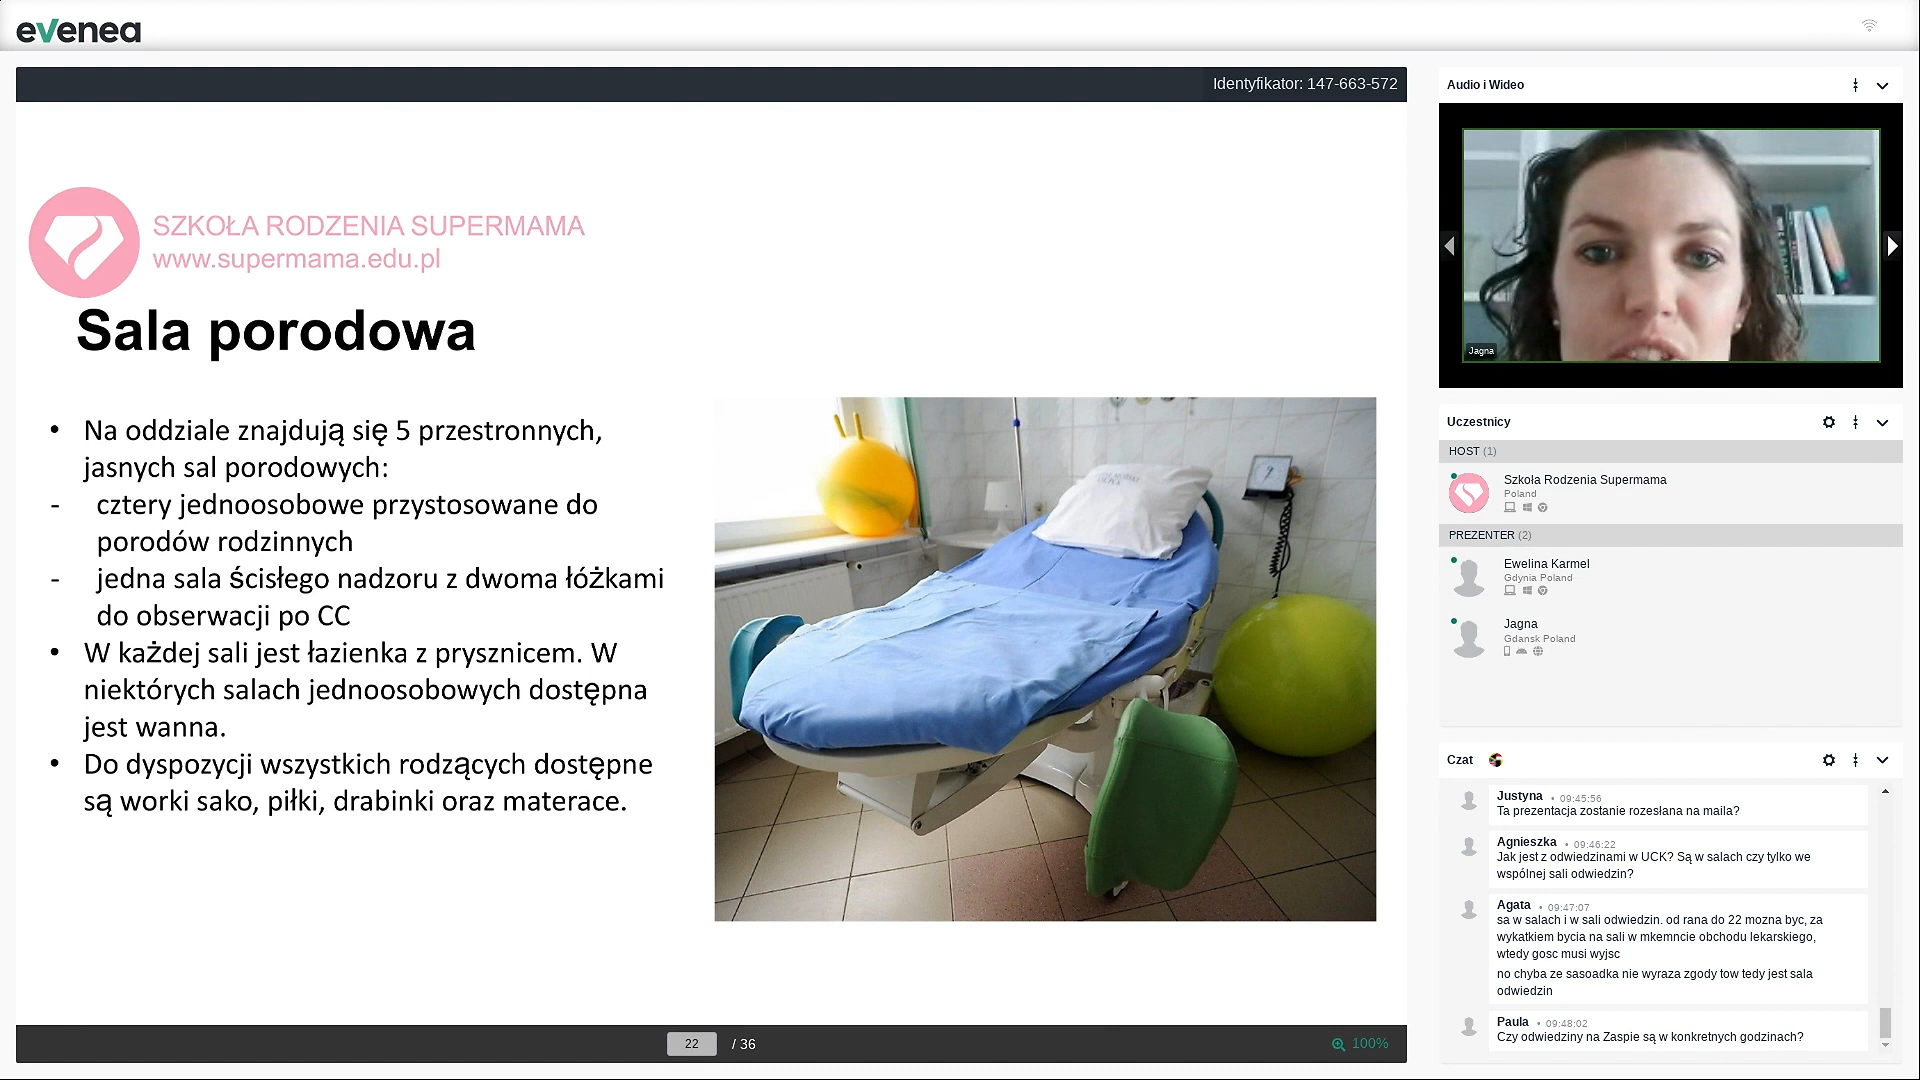 evenea
Identyfikator: 147-663-572
SZKOŁA RODZENIA SUPERMAMA
www.supermama.edu.pl
Sala porodowa
• Na oddziale znajdują się 5 przestronnych,
jasnych sal porodowych:
- cztery jednoosobowe przystosowane do
porodów rodzinnych
- jedna sala ścisłego nadzoru z dwoma łóżkami
do obserwacji po CC
• W każdej sali jest łazienka z prysznicem. W
niektórych salach jednoosobowych dostępna
jest wanna.
• Do dyspozycji wszystkich rodzących dostępne
są worki sako, piłki, drabinki oraz materace.
22 / 36
100%
Audio i Wideo
Jagna
Uczestnicy
HOST (1)
Szkoła Rodzenia Supermama
Poland
PREZENTER (2)
Ewelina Karmel
Gdynia Poland
Jagna
Gdansk Poland
Czat
Justyna • 09:45:56
Ta prezentacja zostanie rozesłana na maila?
Agnieszka • 09:46:22
Jak jest z odwiedzinami w UCK? Są w salach czy tylko we
wspólnej sali odwiedzin?
Agata • 09:47:07
sa w salach i w sali odwiedzin. od rana do 22 mozna byc, za
wykatkiem bycia na sali w mkemncie obchodu lekarskiego,
wtedy gosc musi wyjsc
no chyba ze sasoadka nie wyraza zgody tow tedy jest sala
odwiedzin
Paula • 09:48:02
Czy odwiedziny na Zaspie są w konkretnych godzinach?